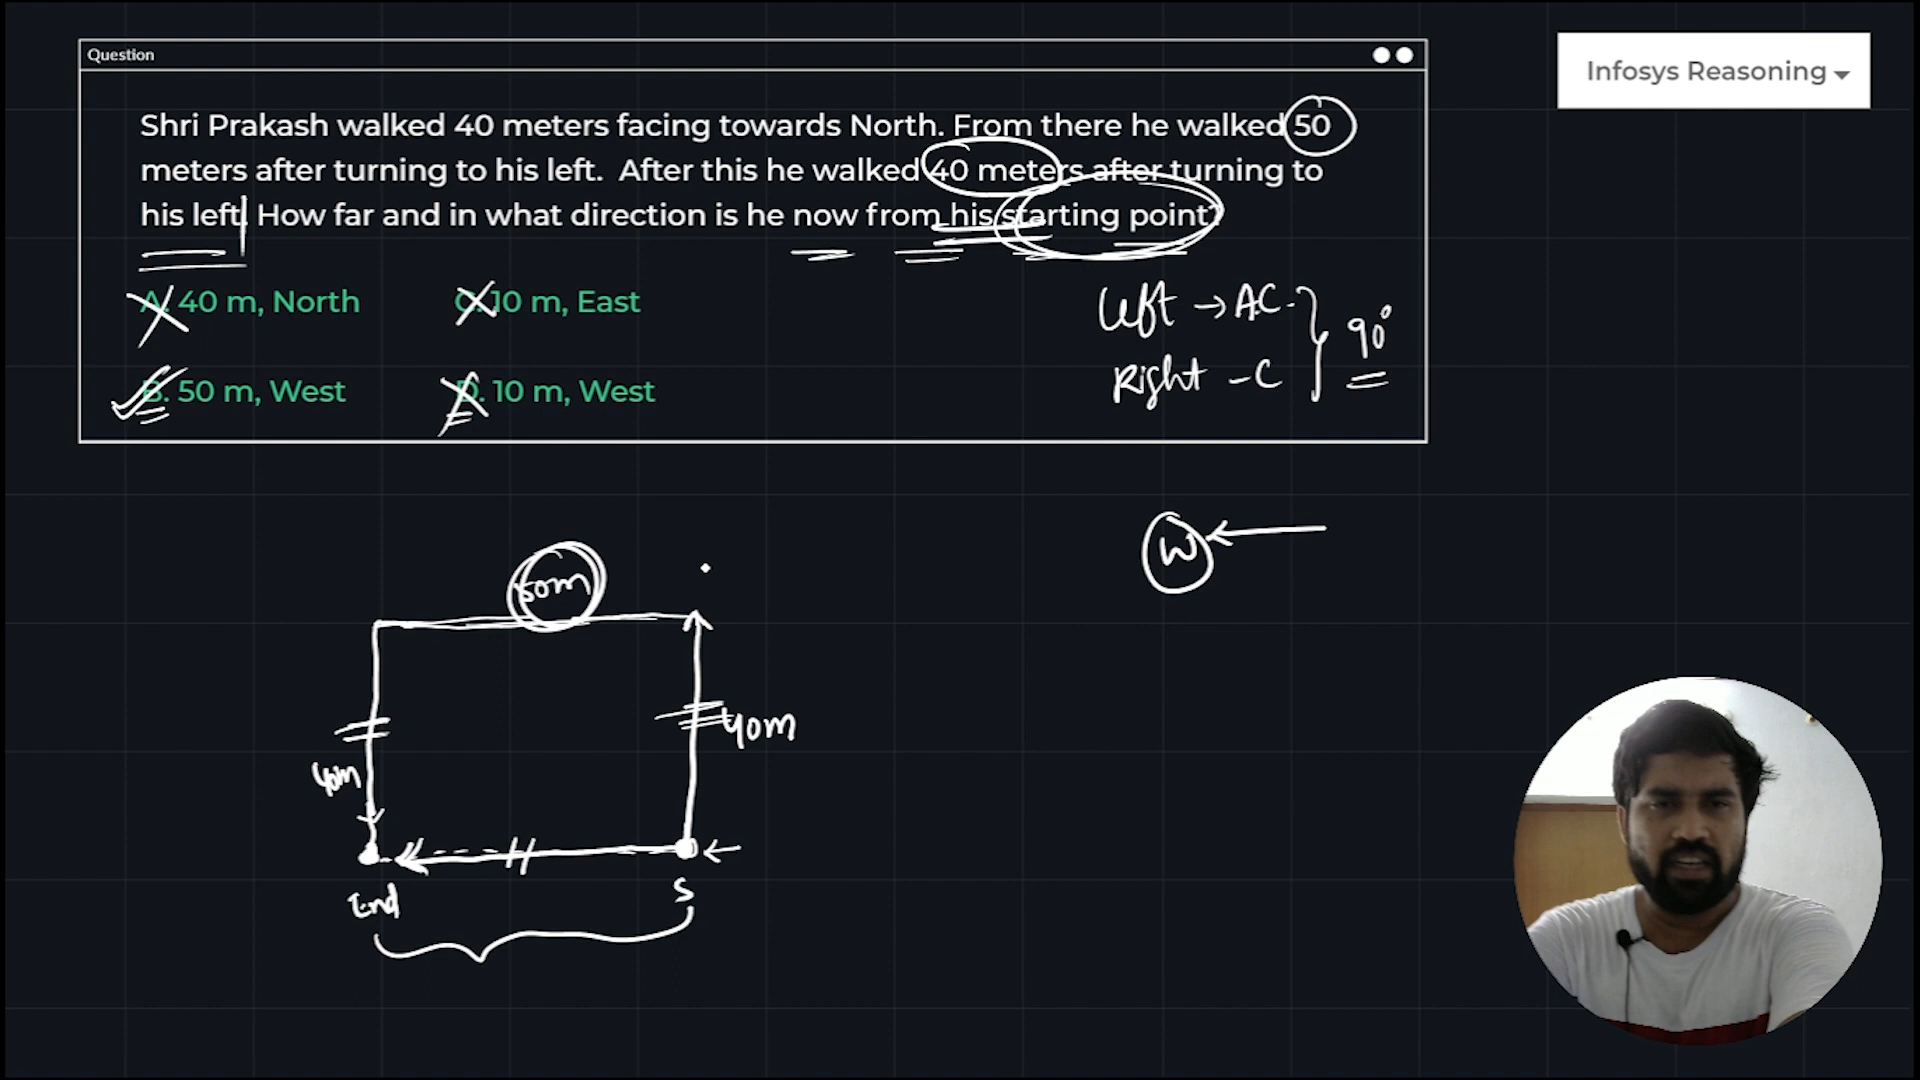 Question
Infosys Reasoning
Shri Prakash walked 40 meters facing towards North. From there he walked 50
meters after turning to his left. After this he walked 40 meters after turning to
his left. How far and in what direction is he now from his starting point?
A. 40 m, North
C. 10 m, East
B. 50 m, West
D. 10 m, West
Left → A.C.
Right - C
90°
W
50m
40m
40m
End
S